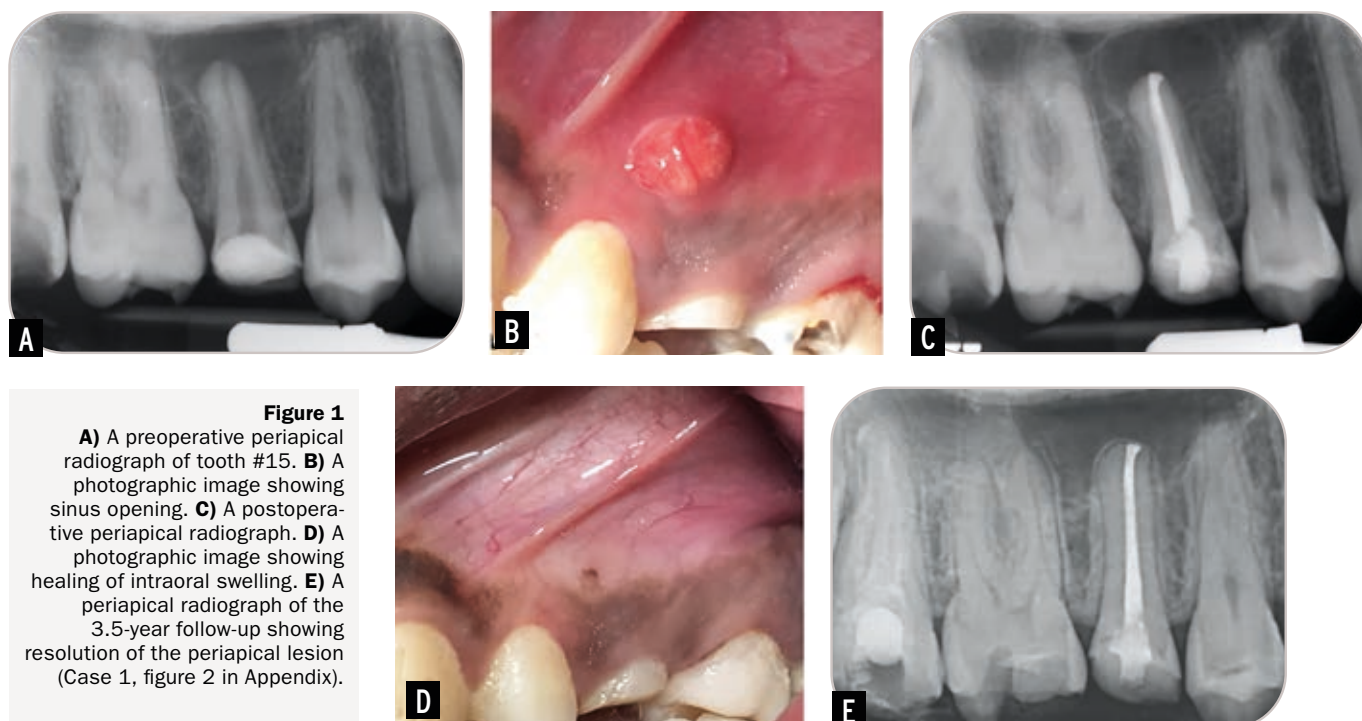 A
B
C
Figure 1
A) A preoperative periapical
radiograph of tooth #15. B) A
photographic image showing
sinus opening. C) A postopera-
tive periapical radiograph. D) A
photographic image showing
healing of intraoral swelling. E) A
periapical radiograph of the
3.5-year follow-up showing
resolution of the periapical lesion
(Case 1, figure 2 in Appendix).
D
E